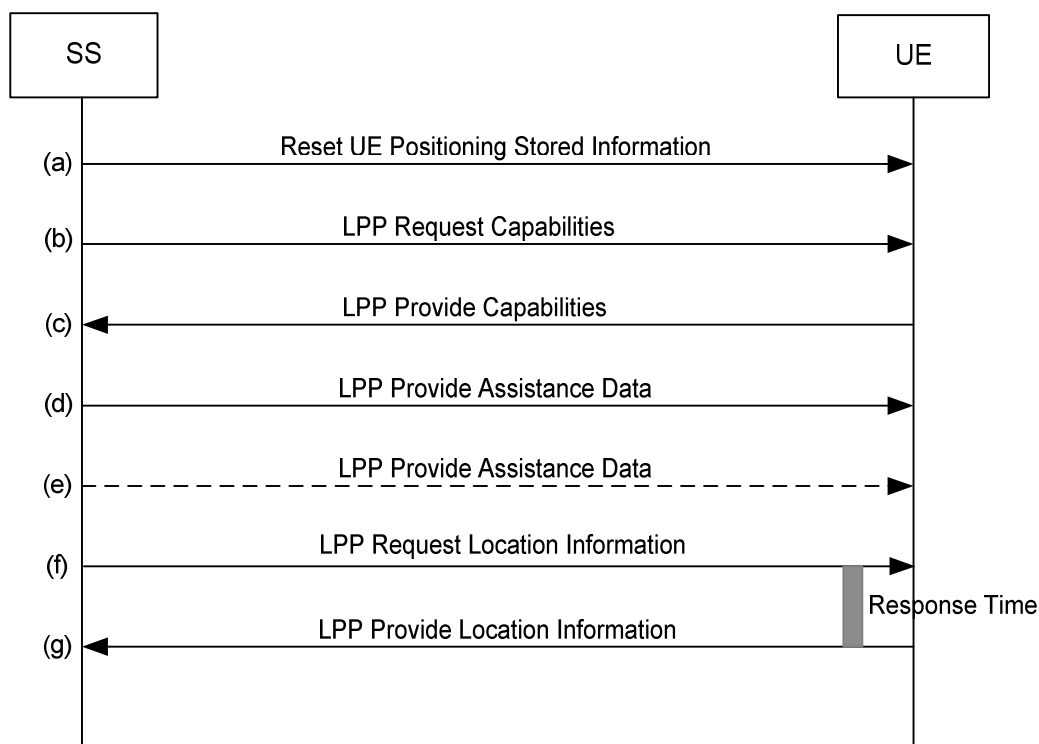 SS
UE
(a)
Reset UE Positioning Stored Information
(b)
LPP Request Capabilities
(c)
LPP Provide Capabilities
(d)
LPP Provide Assistance Data
(e)
LPP Provide Assistance Data
(f)
LPP Request Location Information
Response Time
(g)
LPP Provide Location Information